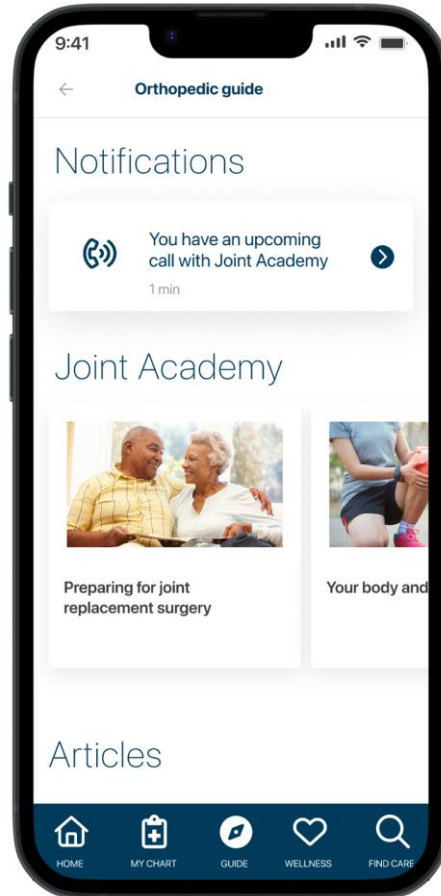 9:41
Orthopedic guide
Notifications
You have an upcoming
call with Joint Academy
1 min
Joint Academy
Preparing for joint
replacement surgery
Your body and
Articles
HOME
MY CHART
GUIDE
WELLNESS
FIND CARE